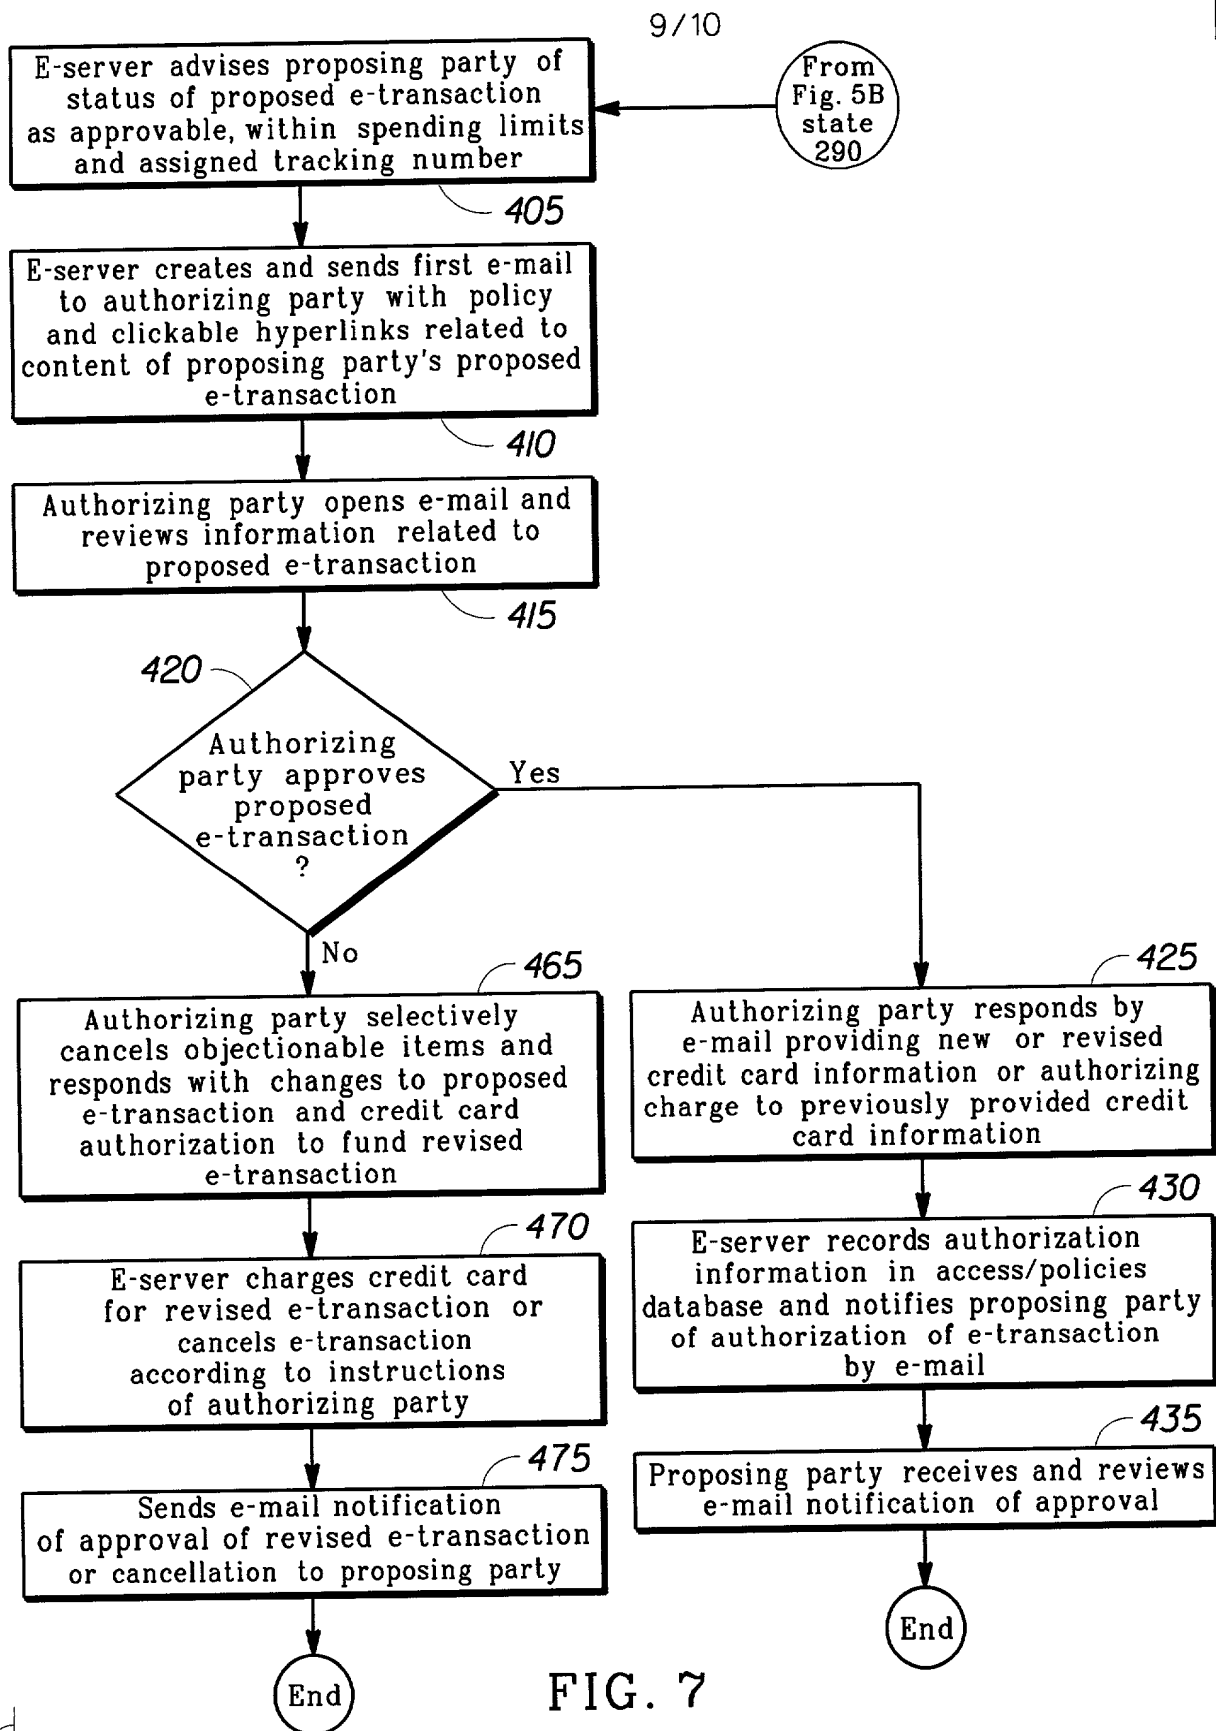 9/10
E-server advises proposing party of
status of proposed e-transaction
as approvable, within spending limits
and assigned tracking number
From
Fig. 5B
state
290
405
E-server creates and sends first e-mail
to authorizing party with policy
and clickable hyperlinks related to
content of proposing party's proposed
e-transaction
410
Authorizing party opens e-mail and
reviews information related to
proposed e-transaction
415
420
Authorizing
party approves
proposed
e-transaction
?
Yes
No
465
Authorizing party selectively
cancels objectionable items and
responds with changes to proposed
e-transaction and credit card
authorization to fund revised
e-transaction
470
E-server charges credit card
for revised e-transaction or
cancels e-transaction
according to instructions
of authorizing party
475
Sends e-mail notification
of approval of revised e-transaction
or cancellation to proposing party
End
425
Authorizing party responds by
e-mail providing new or revised
credit card information or authorizing
charge to previously provided credit
card information
430
E-server records authorization
information in access/policies
database and notifies proposing party
of authorization of e-transaction
by e-mail
435
Proposing party receives and reviews
e-mail notification of approval
End
FIG. 7